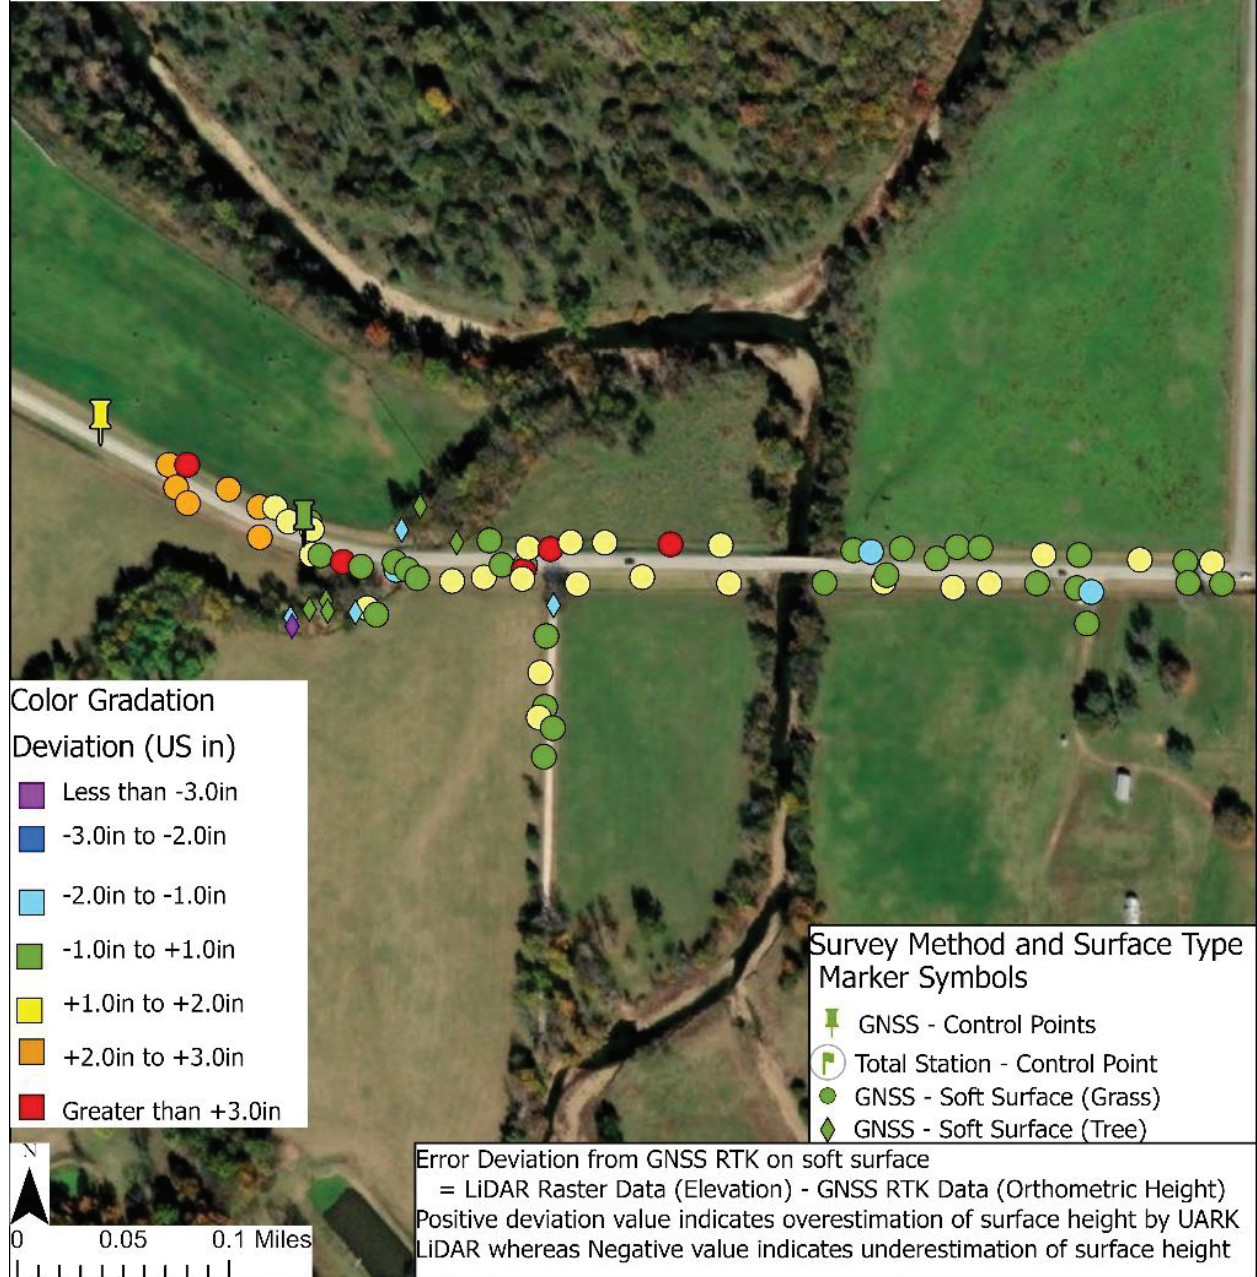 Color Gradation
Deviation (US in)
Less than -3.0in
-3.0in to -2.0in
-2.0in to -1.0in
-1.0in to +1.0in
+1.0in to +2.0in
+2.0in to +3.0in
Greater than +3.0in
Survey Method and Surface Type
Marker Symbols
GNSS - Control Points
Total Station - Control Point
GNSS - Soft Surface (Grass)
GNSS - Soft Surface (Tree)
N
0 0.05 0.1 Miles
Error Deviation from GNSS RTK on soft surface
= LiDAR Raster Data (Elevation) - GNSS RTK Data (Orthometric Height)
Positive deviation value indicates overestimation of surface height by UARK
LiDAR whereas Negative value indicates underestimation of surface height